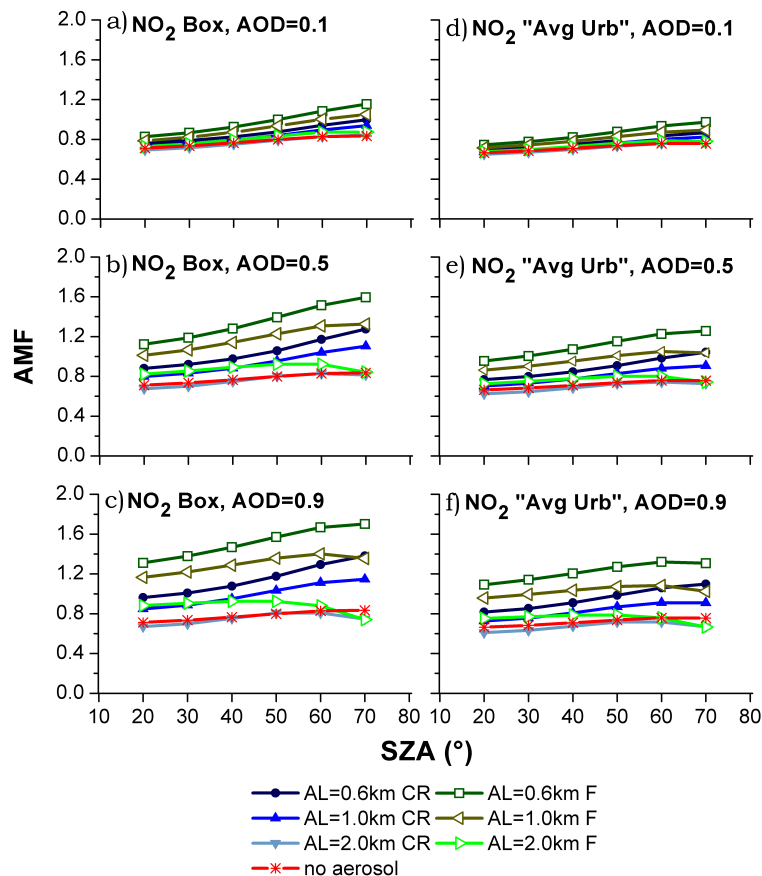 a) NO2 Box, AOD=0.1
d) NO2 "Avg Urb", AOD=0.1
2.0
1.6
1.2
0.8
0.4
0.0
b) NO2 Box, AOD=0.5
e) NO2 "Avg Urb", AOD=0.5
2.0
1.6
1.2
0.8
0.4
0.0
AMF
c) NO2 Box, AOD=0.9
f) NO2 "Avg Urb", AOD=0.9
2.0
1.6
1.2
0.8
0.4
0.0
10 20 30 40 50 60 70 80
10 20 30 40 50 60 70 80
SZA (°)
AL=0.6km CR AL=0.6km F
AL=1.0km CR AL=1.0km F
AL=2.0km CR AL=2.0km F
no aerosol